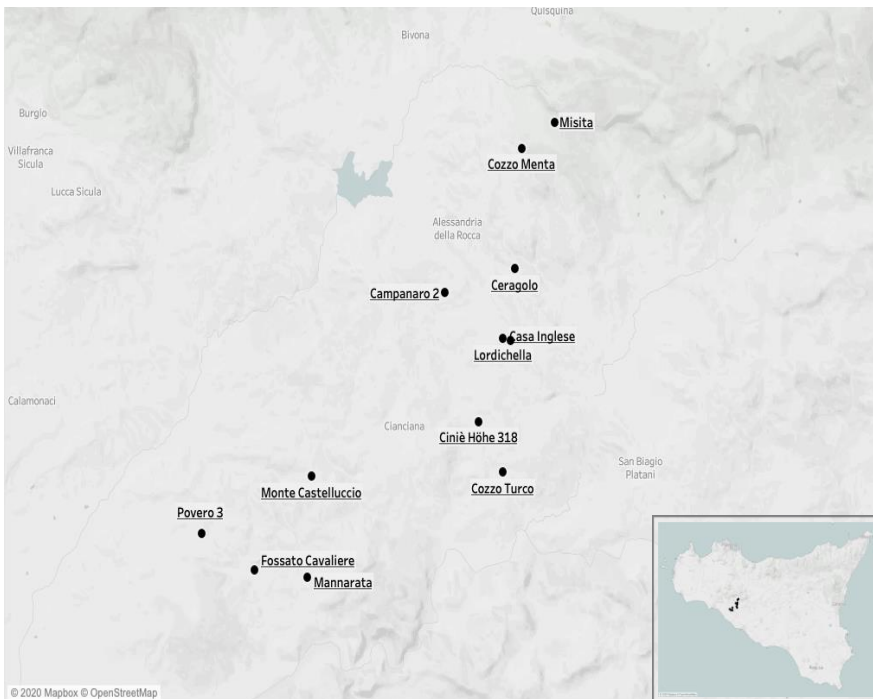 Quisquina
Bivona
Burgio
Misita
Villafranca
Sicula
Cozzo Menta
Lucca Sicula
Alessandria
della Rocca
Ceragolo
Campanaro 2
Casa Inglese
Lordichella
Calamonaci
Cianciana
Ciniè Höhe 318
San Biagio
Platani
Cozzo Turco
Monte Castelluccio
Povero 3
Fossato Cavaliere
Mannarata
© 2020 Mapbox © OpenStreetMap